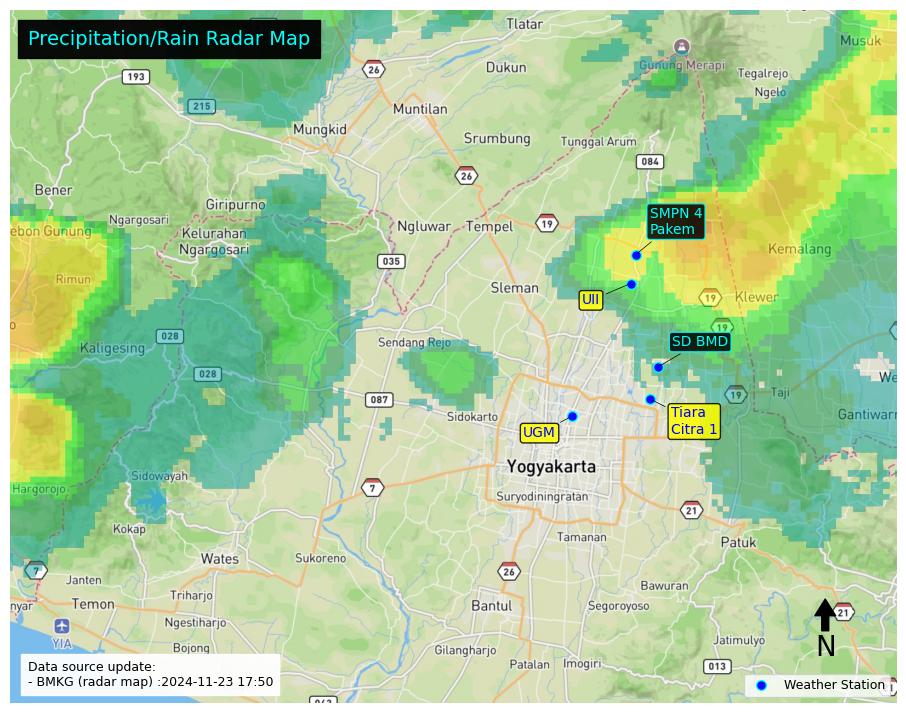 Precipitation/Rain Radar Map
Tlatar
Musuk
193
26
Dukun
Gunung Merapi
Tegalrejo
Ngelo
215
Muntilan
Mungkid
Srumbung
Tunggal Arum
084
Bener
26
Giripurno
Ngargosari
Kelurahan
Ngargosari
Ngluwar
Tempel
19
SMPN 4
Pakem
ebon Gunung
Kemalang
035
Rimun
Sleman
UII
19
Klewer
19
028
Kaligesing
Sendang Rejo
SD BMD
We
028
087
19
Taji
Sidokarto
UGM
Tiara
Citra 1
Gantiwarn
Yogyakarta
Sidowayah
Hargorojo
7
Suryodiningratan
21
Kokap
Tamanan
Patuk
Wates
Sukoreno
7
26
Janten
Bawuran
Triharjo
nyar
Temon
Bantul
Segoroyoso
21
Ngestiharjo
YIA
N
Bojong
Gilangharjo
Jatimulyo
Patalan
Imogiri
013
Data source update:
- BMKG (radar map) :2024-11-23 17:50
Weather Station